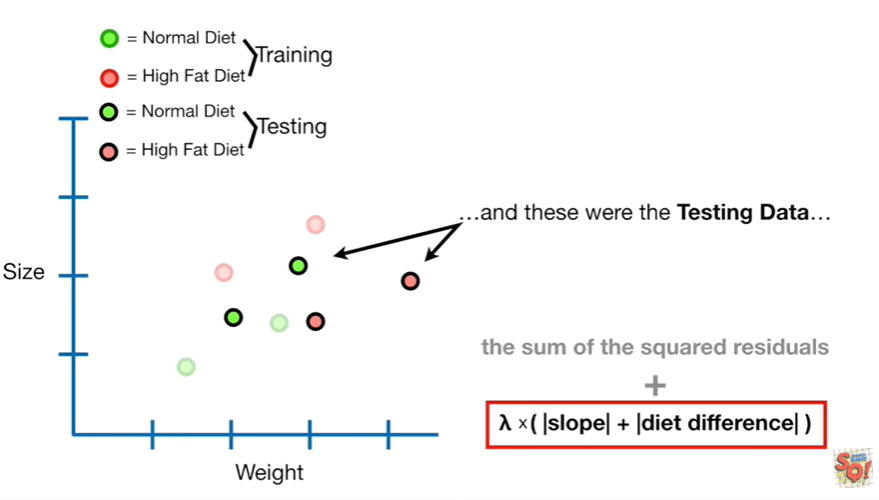 = Normal Diet
= High Fat Diet
Training
= Normal Diet
= High Fat Diet
Testing
…and these were the Testing Data…
Size
the sum of the squared residuals
+
λ × ( |slope| + |diet difference| )
Weight
SQ!